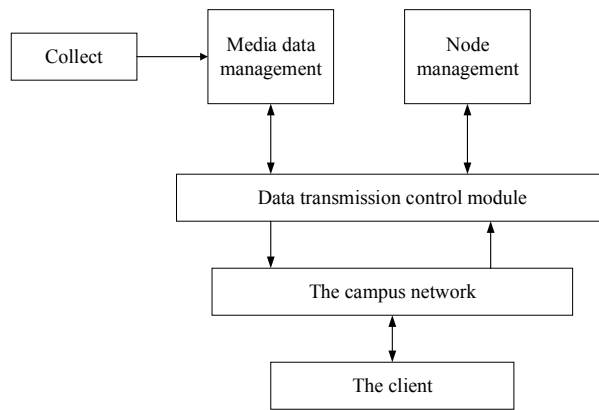 Collect
Media data
management
Node
management
Data transmission control module
The campus network
The client